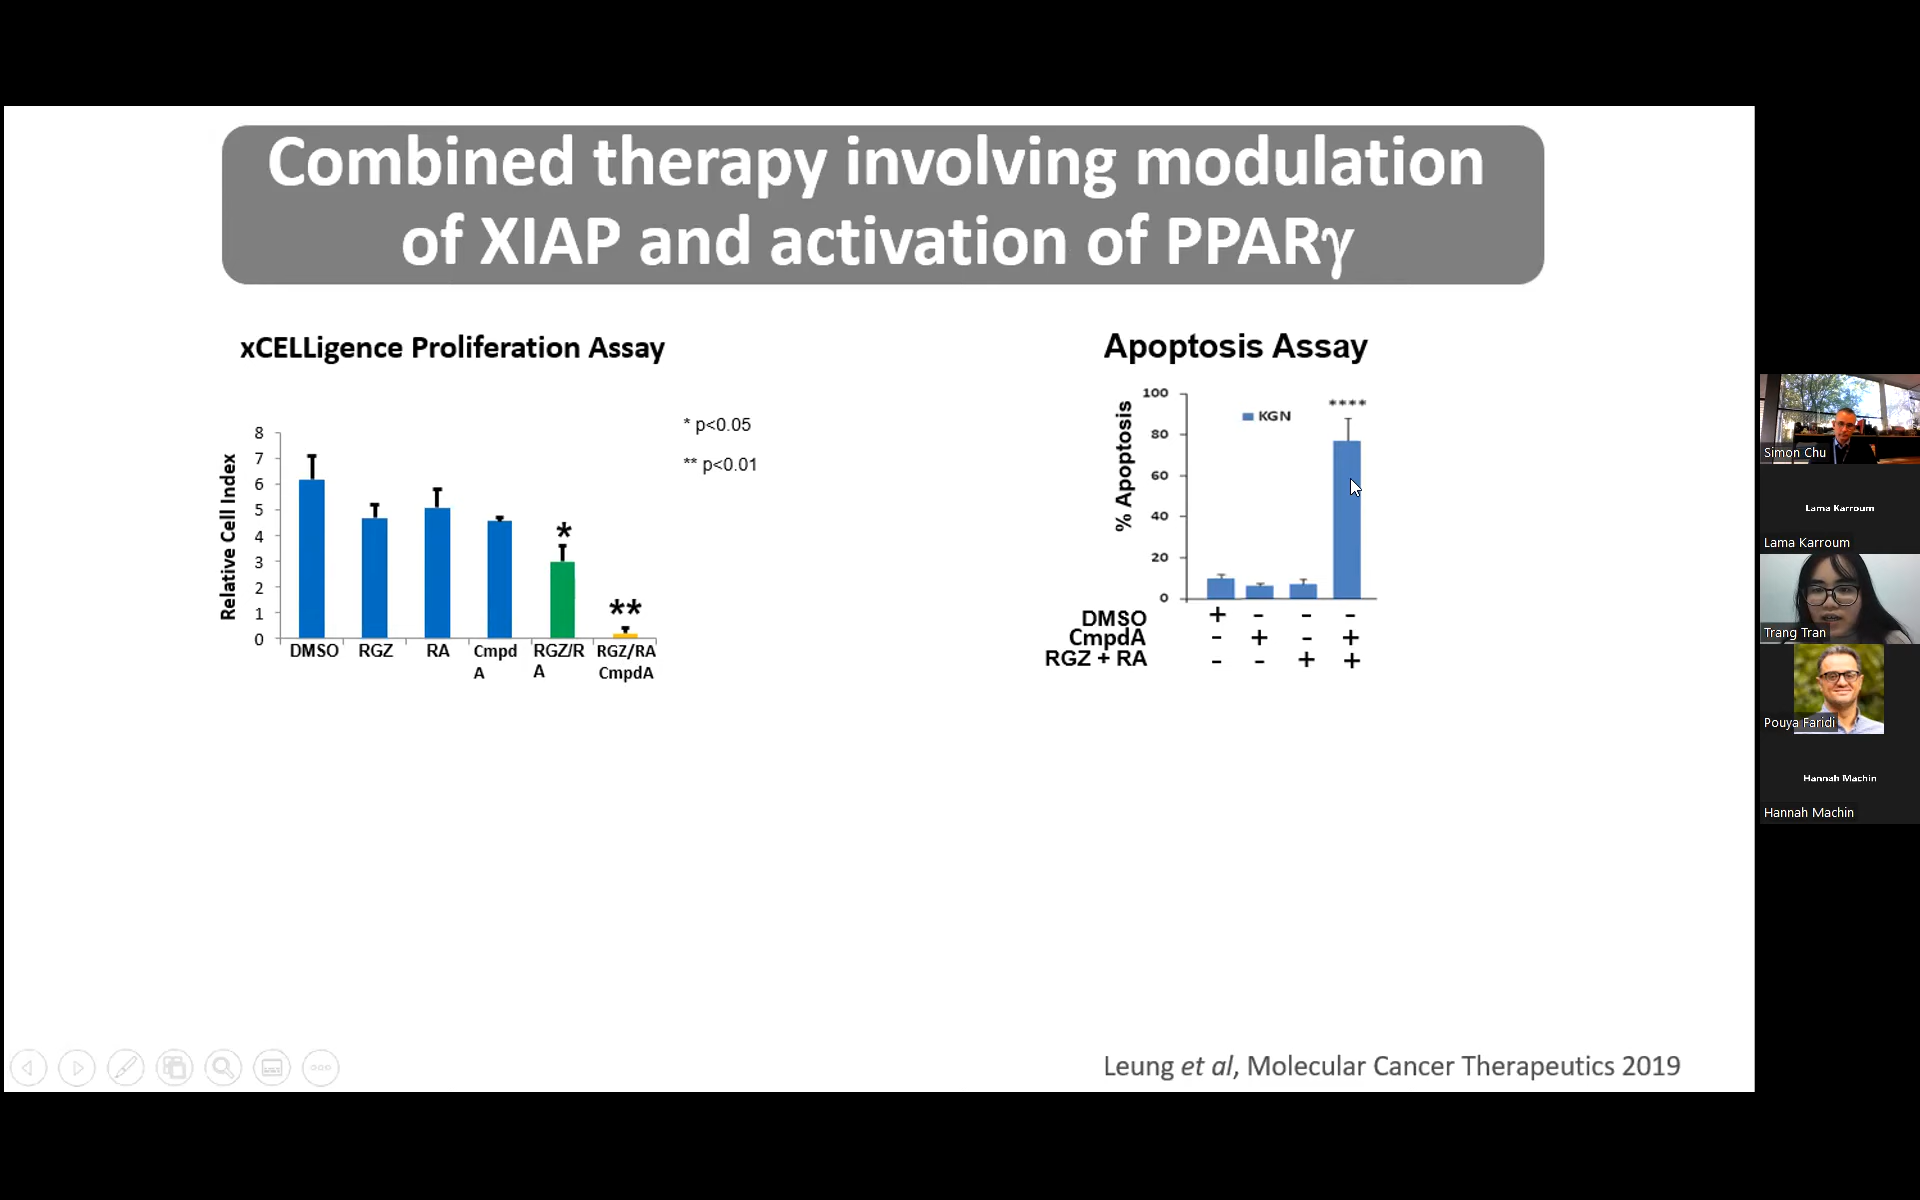 Combined therapy involving modulation
of XIAP and activation of PPARγ
xCELLigence Proliferation Assay
* p<0.05
** p<0.01
Relative Cell Index
8
7
6
5
4
3
2
1
0
*
**
DMSO RGZ RA Cmpd A RGZ/R A RGZ/RA CmpdA
Apoptosis Assay
% Apoptosis
100
80
60
40
20
0
KGN
****
DMSO + - - -
CmpdA - + - +
RGZ + RA - - + +
Leung et al, Molecular Cancer Therapeutics 2019
Simon Chu
Lama Karroum
Lama Karroum
Trang Tran
Pouya Faridi
Hannah Machin
Hannah Machin